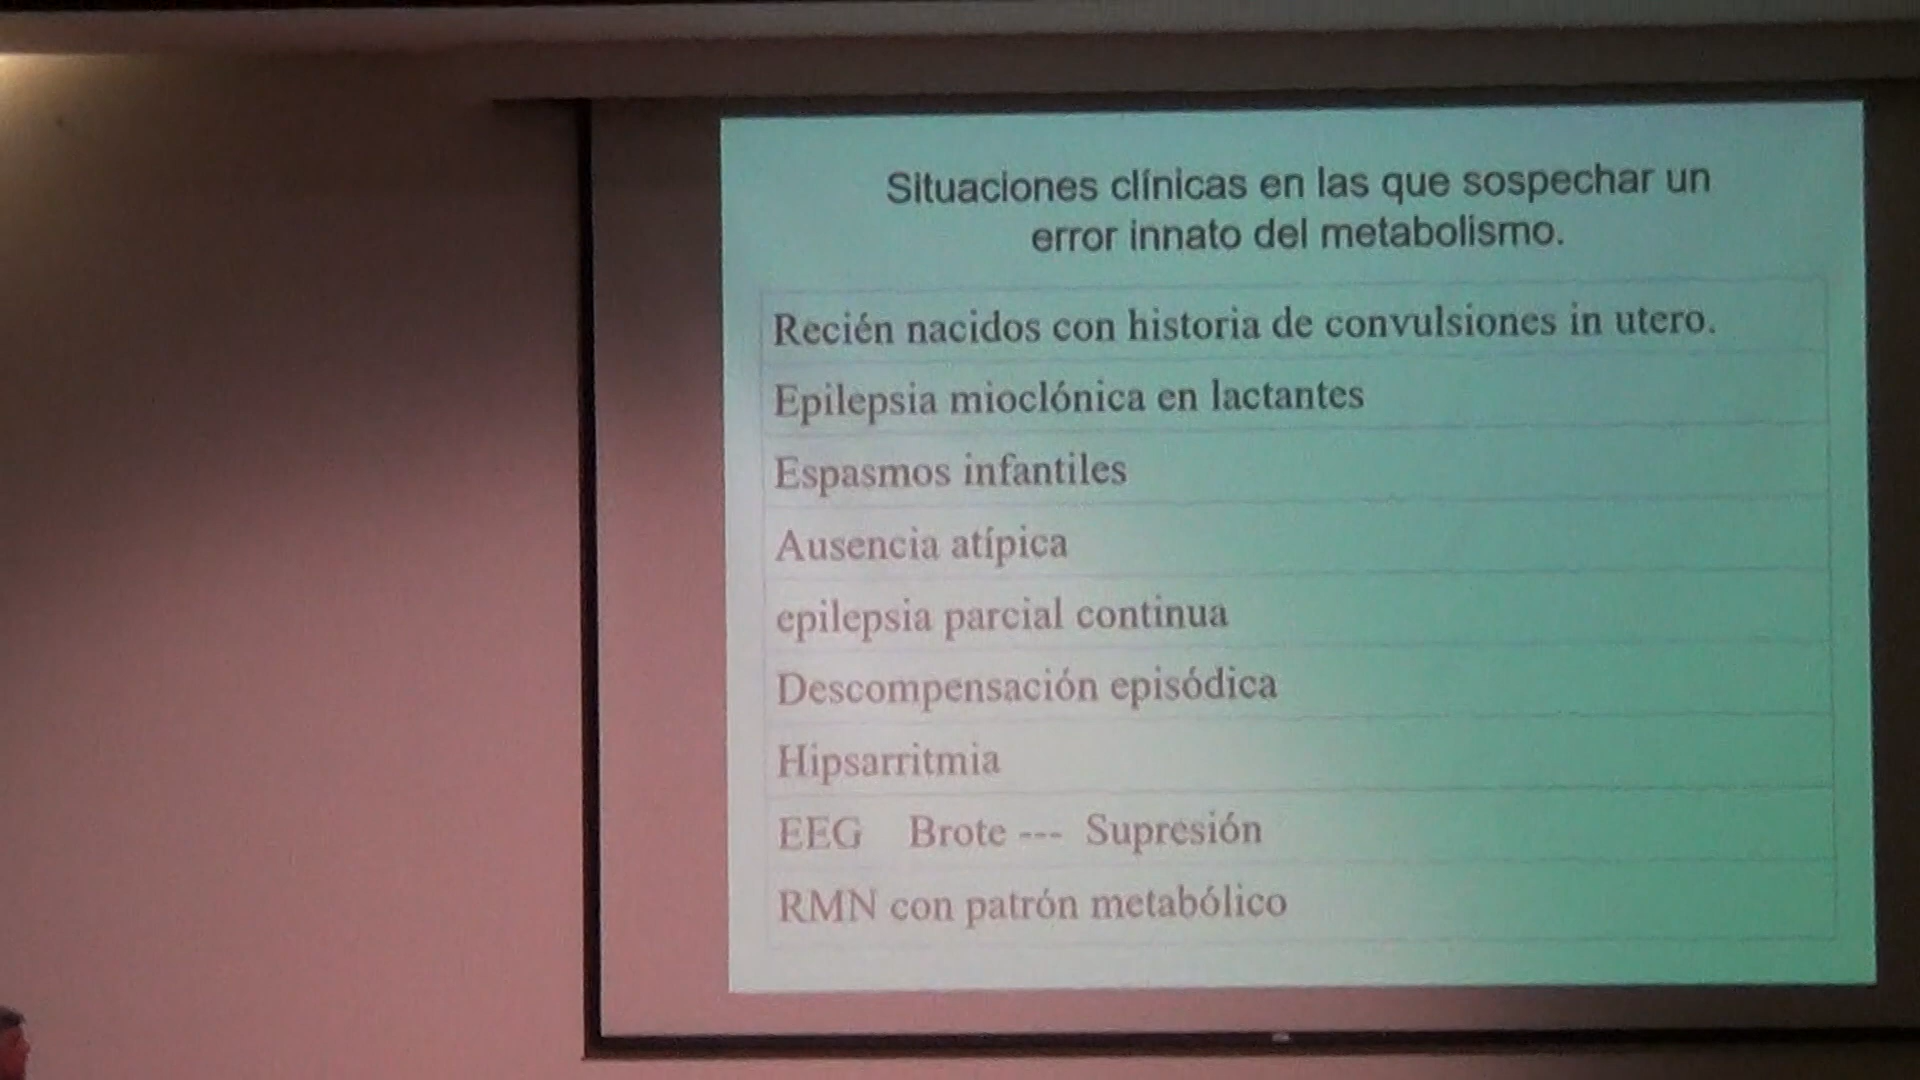 Situaciones clínicas en las que sospechar un
error innato del metabolismo.
Recién nacidos con historia de convulsiones in utero.
Epilepsia mioclónica en lactantes
Espasmos infantiles
Ausencia atípica
epilepsia parcial continua
Descompensación episódica
Hipsarritmia
EEG Brote --- Supresión
RMN con patrón metabólico